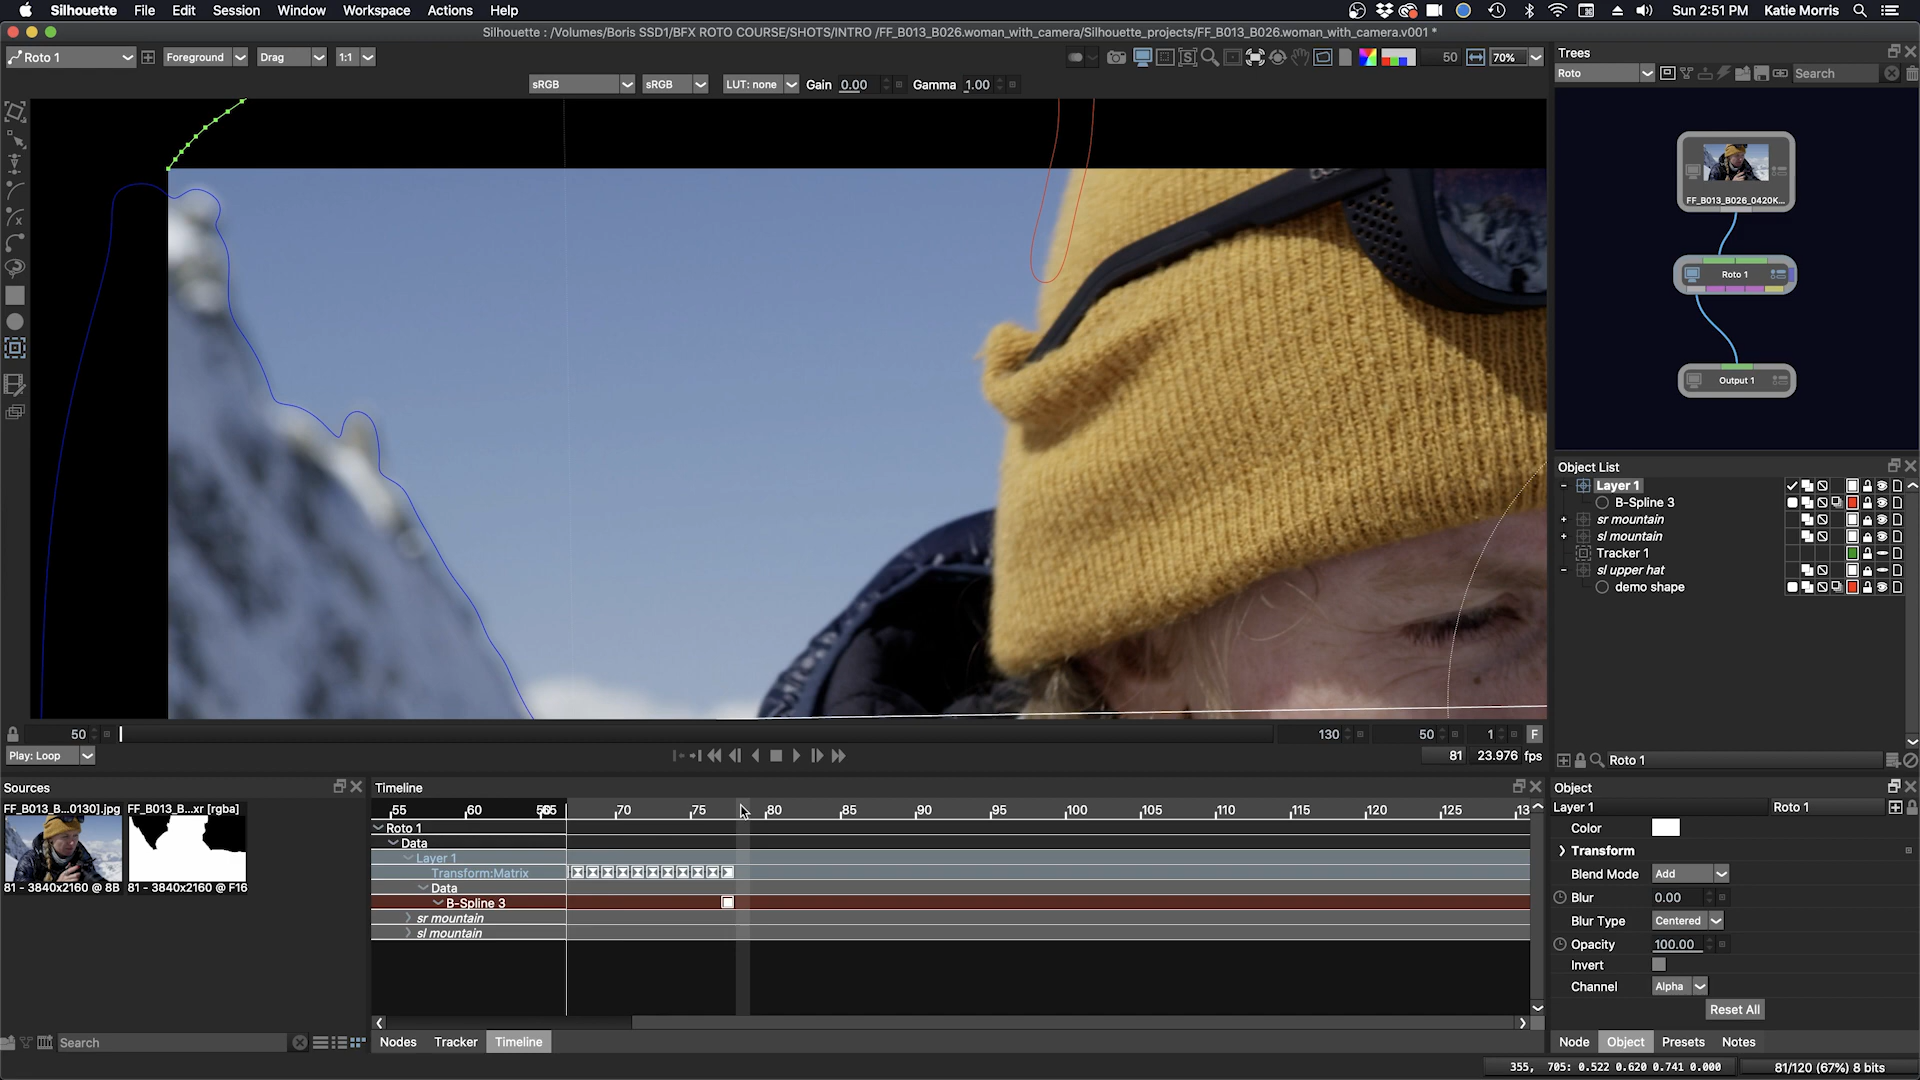 Silhouette File Edit Session Window Workspace Actions Help Sun 2:51 PM Katie Morris
Silhouette : /Volumes/Boris SSD1/BFX ROTO COURSE/SHOTS/INTRO /FF_B013_B026.woman_with_camera/Silhouette_projects/FF_B013_B026.woman_with_camera.v001 *
Roto 1 Foreground Drag 1:1 50 70%
sRGB sRGB LUT: none Gain 0.00 Gamma 1.00
Trees
Roto Search
FF_B013_B026_0420K...
Roto 1
Output 1
Object List
Layer 1
B-Spline 3
sr mountain
sl mountain
Tracker 1
sl upper hat
demo shape
Roto 1
50 130 50 1 F
Play: Loop 81 23.976 fps
Sources
FF_B013_B...0130].jpg FF_B013_B...xr [rgba]
81 - 3840x2160 @ 8B 81 - 3840x2160 @ F16
Search
Timeline
55 60 65 70 75 80 85 90 95 100 105 110 115 120
Roto 1
Data
Layer 1
Transform:Matrix
Data
B-Spline 3
sr mountain
sl mountain
Nodes Tracker Timeline
Object
Layer 1 Roto 1
Color
Transform
Blend Mode Add
Blur 0.00
Blur Type Centered
Opacity 100.00
Invert
Channel Alpha
Reset All
Node Object Presets Notes
355, 705: 0.522 0.620 0.741 0.000 81/120 (67%) 8 bits